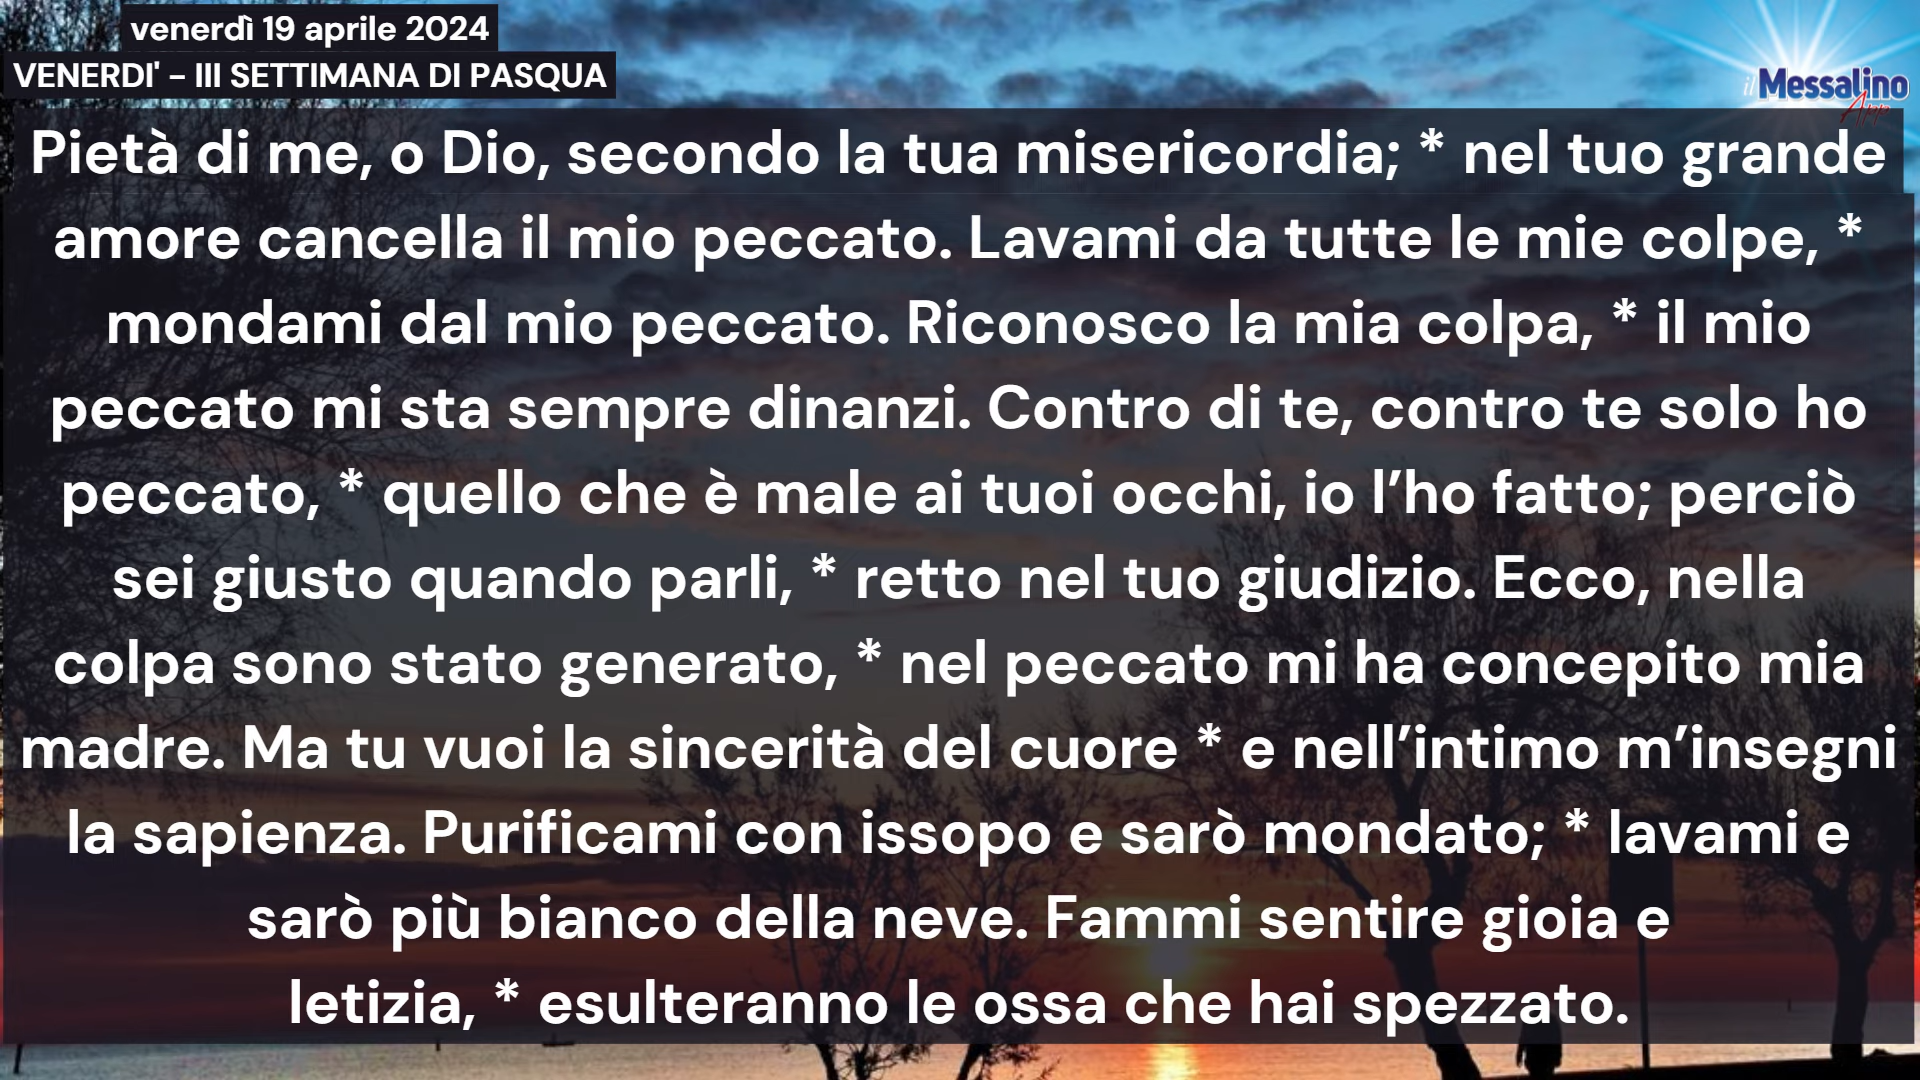 venerdì 19 aprile 2024
VENERDI' - III SETTIMANA DI PASQUA
il Messalino
App
Pietà di me, o Dio, secondo la tua misericordia; * nel tuo grande
amore cancella il mio peccato. Lavami da tutte le mie colpe, *
mondami dal mio peccato. Riconosco la mia colpa, * il mio
peccato mi sta sempre dinanzi. Contro di te, contro te solo ho
peccato, * quello che è male ai tuoi occhi, io l’ho fatto; perciò
sei giusto quando parli, * retto nel tuo giudizio. Ecco, nella
colpa sono stato generato, * nel peccato mi ha concepito mia
madre. Ma tu vuoi la sincerità del cuore * e nell’intimo m’insegni
la sapienza. Purificami con issopo e sarò mondato; * lavami e
sarò più bianco della neve. Fammi sentire gioia e
letizia, * esulteranno le ossa che hai spezzato.